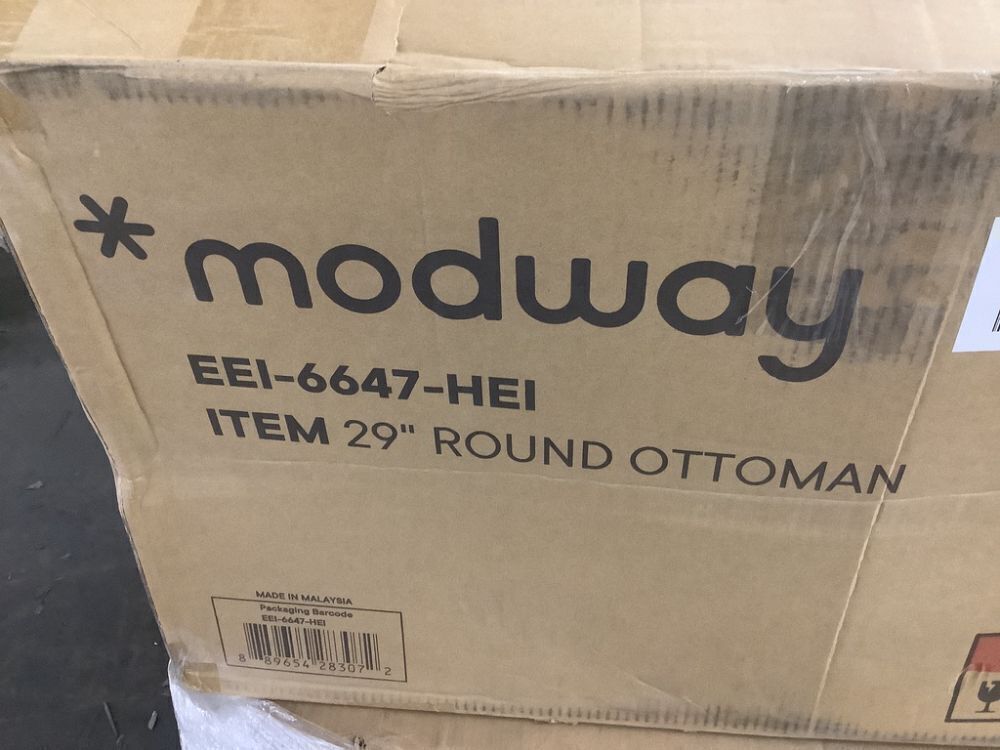 *modway
EEI-6647-HEI
ITEM 29" ROUND OTTOMAN
MADE IN MALAYSIA
Packaging Barcode
EEI-6647-HEI
8 89654 28307 2